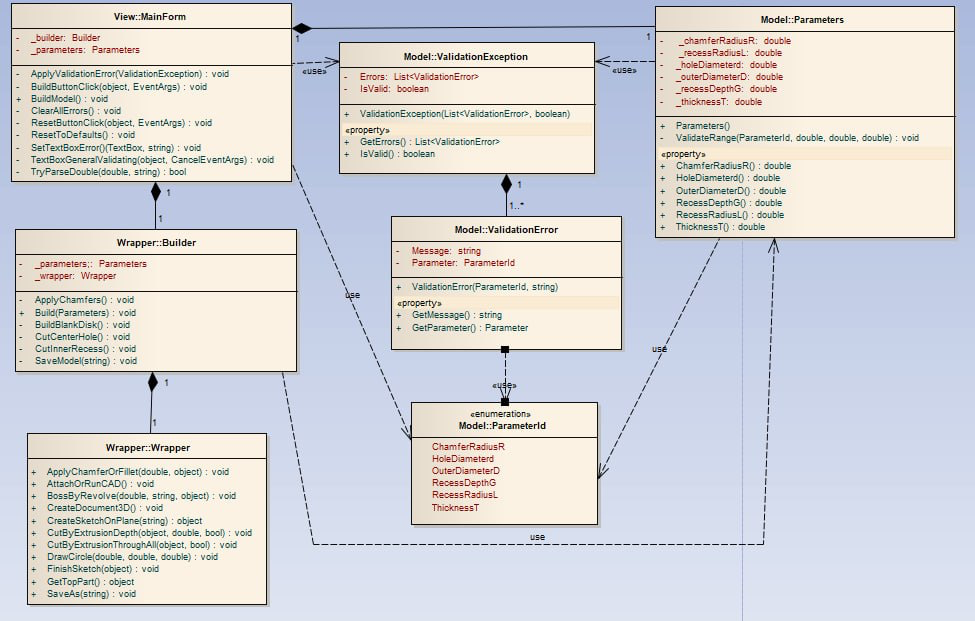 View::MainForm
- _builder: Builder
- _parameters: Parameters
- ApplyValidationError(ValidationException) : void
- BuildButtonClick(object, EventArgs) : void
+ BuildModel() : void
- ClearAllErrors() : void
- ResetButtonClick(object, EventArgs) : void
- ResetToDefaults() : void
- SetTextBoxError()(TextBox, string) : void
- TextBoxGeneralValidating(object, CancelEventArgs) : void
- TryParseDouble(double, string) : bool
1
1
«use»
«use»
Model::ValidationException
- Errors: List<ValidationError>
- IsValid: boolean
+ ValidationException(List<ValidationError>, boolean)
«property»
+ GetErrors() : List<ValidationError>
+ IsValid() : boolean
Model::Parameters
- _chamferRadiusR: double
- _recessRadiusL: double
- _holeDiameterd: double
- _outerDiameterD: double
- _recessDepthG: double
- _thicknessT: double
+ Parameters()
- ValidateRange(ParameterId, double, double, double) : void
«property»
+ ChamferRadiusR() : double
+ HoleDiameterd() : double
+ OuterDiameterD() : double
+ RecessDepthG() : double
+ RecessRadiusL() : double
+ ThicknessT() : double
1
1
1
1..*
Wrapper::Builder
- _parameters;: Parameters
- _wrapper: Wrapper
- ApplyChamfers() : void
+ Build(Parameters) : void
- BuildBlankDisk() : void
- CutCenterHole() : void
- CutInnerRecess() : void
- SaveModel(string) : void
Model::ValidationError
- Message: string
- Parameter: ParameterId
+ ValidationError(ParameterId, string)
«property»
+ GetMessage() : string
+ GetParameter() : Parameter
use
use
«use»
1
1
«enumeration»
Model::ParameterId
ChamferRadiusR
HoleDiameterd
OuterDiameterD
RecessDepthG
RecessRadiusL
ThicknessT
Wrapper::Wrapper
+ ApplyChamferOrFillet(double, object) : void
+ AttachOrRunCAD() : void
+ BossByRevolve(double, string, object) : void
+ CreateDocument3D() : void
+ CreateSketchOnPlane(string) : object
+ CutByExtrusionDepth(object, double, bool) : void
+ CutByExtrusionThroughAll(object, bool) : void
+ DrawCircle(double, double, double) : void
+ FinishSketch(object) : void
+ GetTopPart() : object
+ SaveAs(string) : void
use